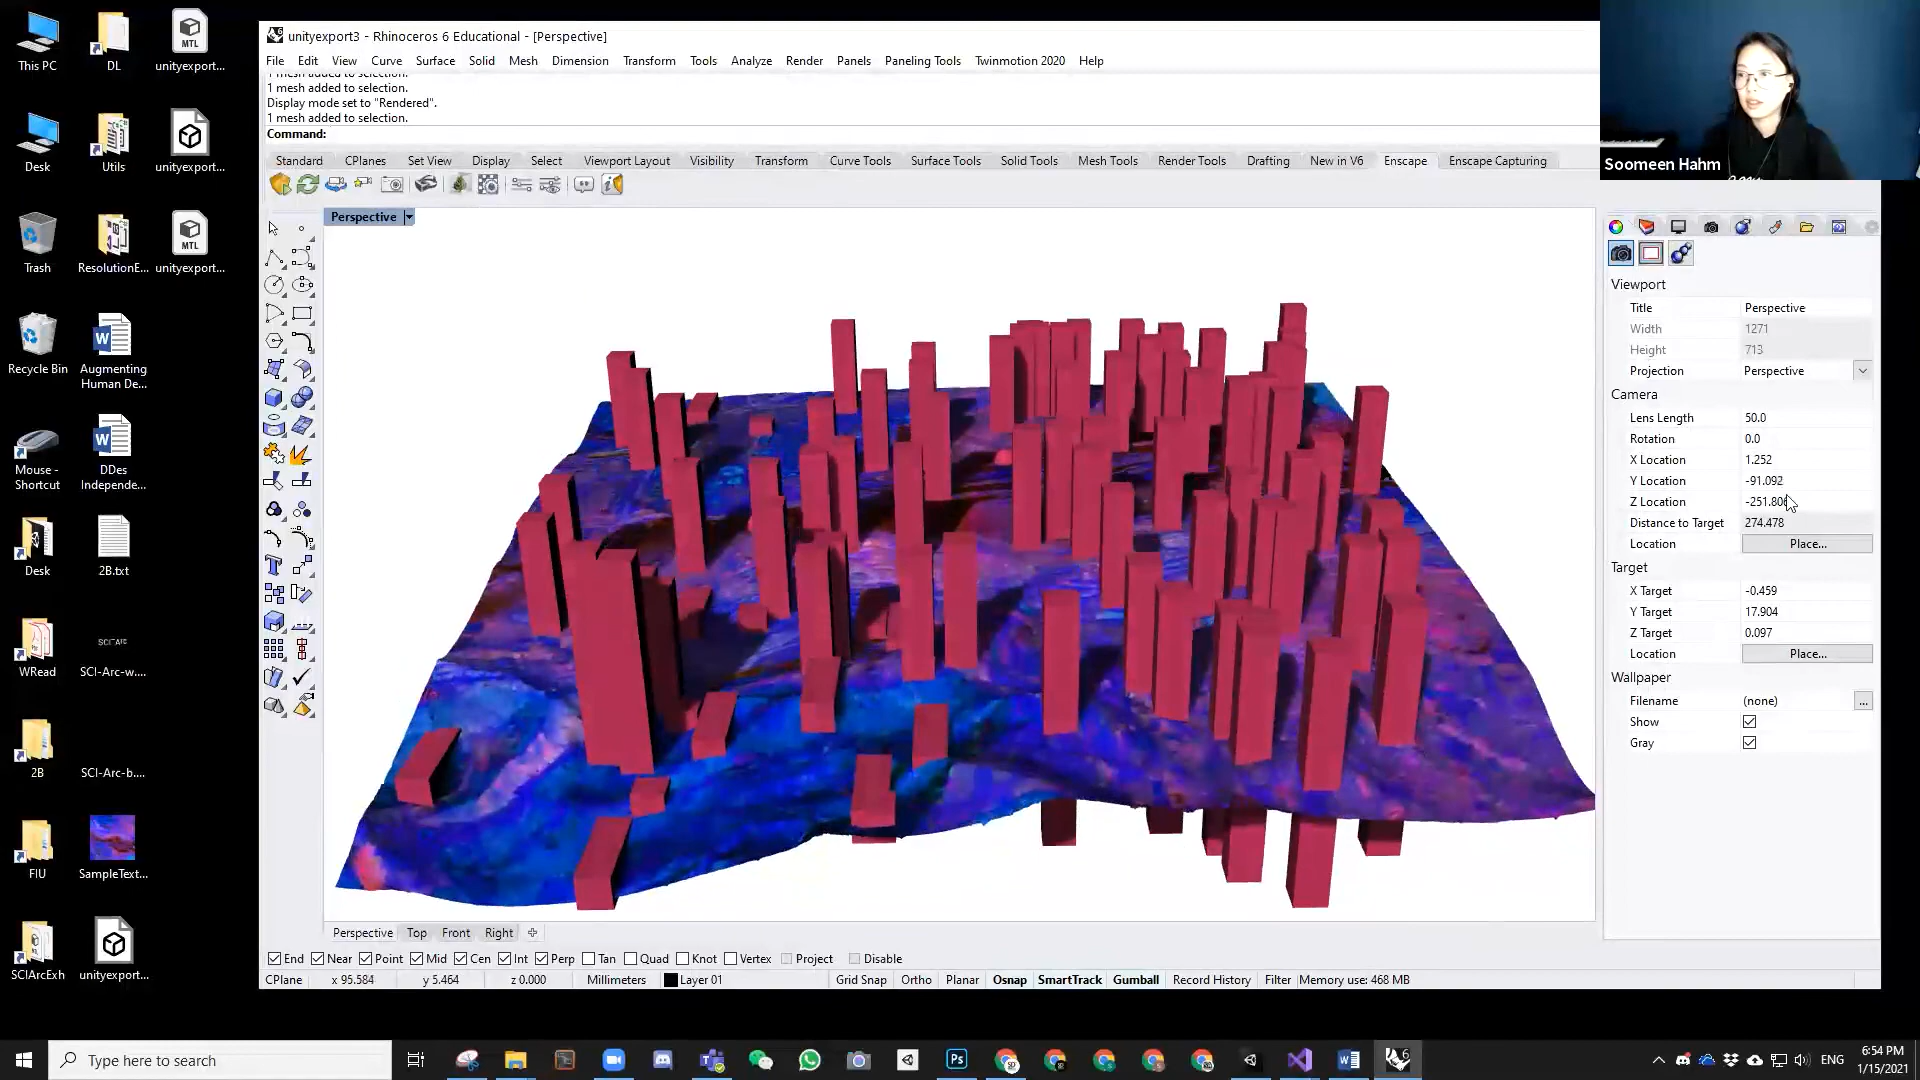 This PC
DL
unityexport...
Desk
Utils
unityexport...
Trash
ResolutionE...
unityexport...
Recycle Bin
Augmenting
Human De...
Mouse -
Shortcut
DDes
Independe...
Desk
2B.txt
WRead
SCI-Arc-w....
2B
SCI-Arc-b....
FIU
SampleText...
SCIArcExh
unityexport...
unityexport3 - Rhinoceros 6 Educational - [Perspective]
File Edit View Curve Surface Solid Mesh Dimension Transform Tools Analyze Render Panels Paneling Tools Twinmotion 2020 Help
1 mesh added to selection.
1 mesh added to selection.
Display mode set to "Rendered".
1 mesh added to selection.
Command:
Standard CPlanes Set View Display Select Viewport Layout Visibility Transform Curve Tools Surface Tools Solid Tools Mesh Tools Render Tools Drafting New in V6 Enscape Enscape Capturing
Perspective
Soomeen Hahm
Viewport
Title Perspective
Width 1271
Height 713
Projection Perspective
Camera
Lens Length 50.0
Rotation 0.0
X Location 1.252
Y Location -91.092
Z Location -251.806
Distance to Target 274.478
Location Place...
Target
X Target -0.459
Y Target 17.904
Z Target 0.097
Location Place...
Wallpaper
Filename (none) ...
Show
Gray
Perspective Top Front Right
End Near Point Mid Cen Int Perp Tan Quad Knot Vertex Project Disable
CPlane x 95.584 y 5.464 z 0.000 Millimeters Layer 01 Grid Snap Ortho Planar Osnap SmartTrack Gumball Record History Filter Memory use: 468 MB
Type here to search
ENG
6:54 PM
1/15/2021